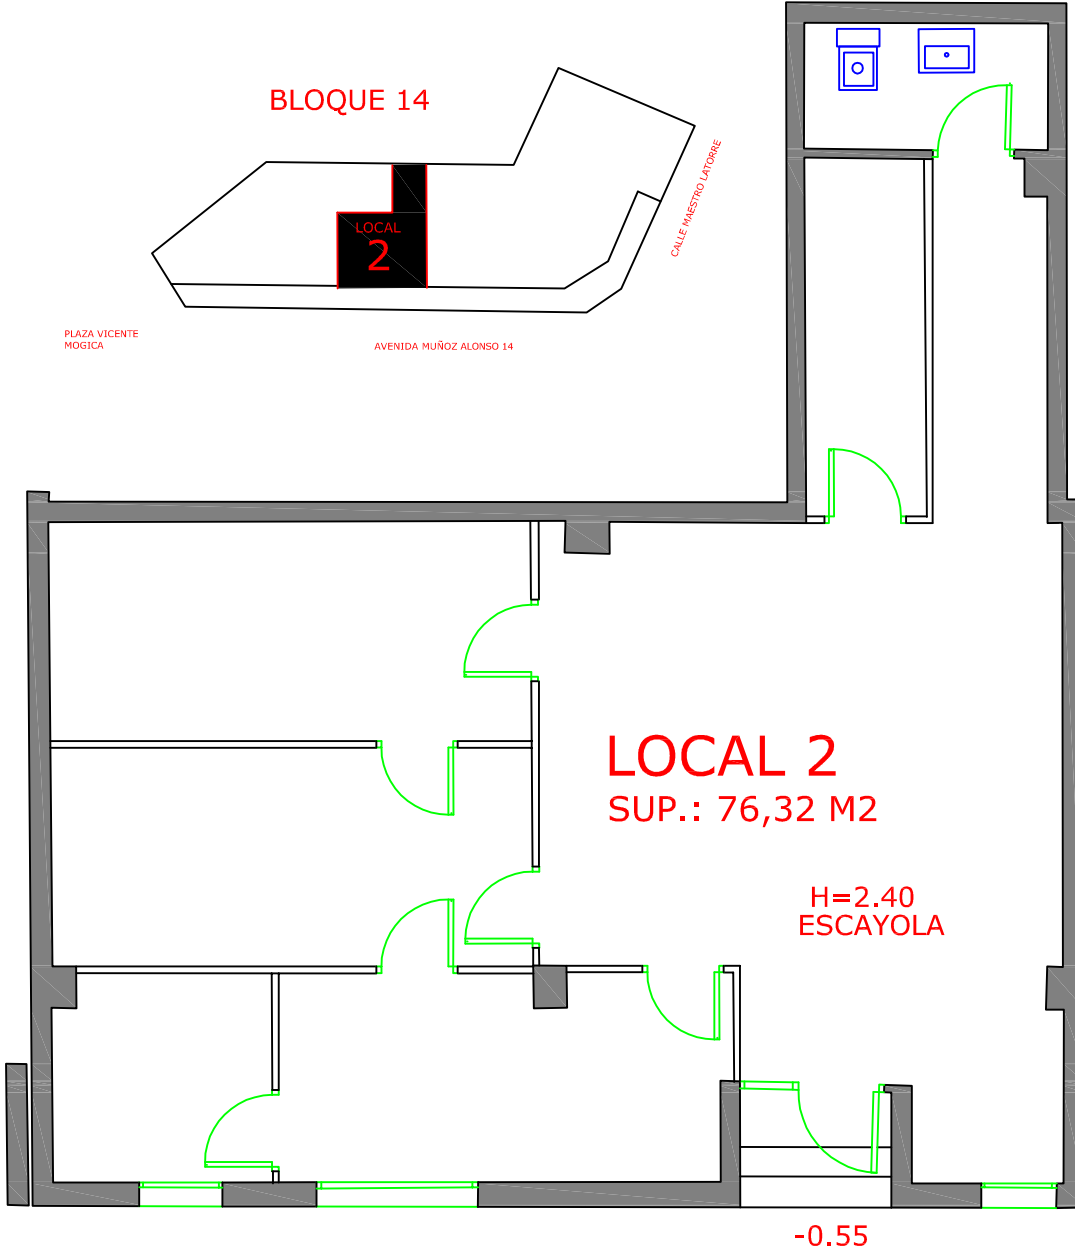 BLOQUE 14
CALLE MAESTRO LATORRE
LOCAL
2
PLAZA VICENTE
MOGICA
AVENIDA MUÑOZ ALONSO 14
LOCAL 2
SUP.: 76,32 M2
H=2.40
ESCAYOLA
-0.55